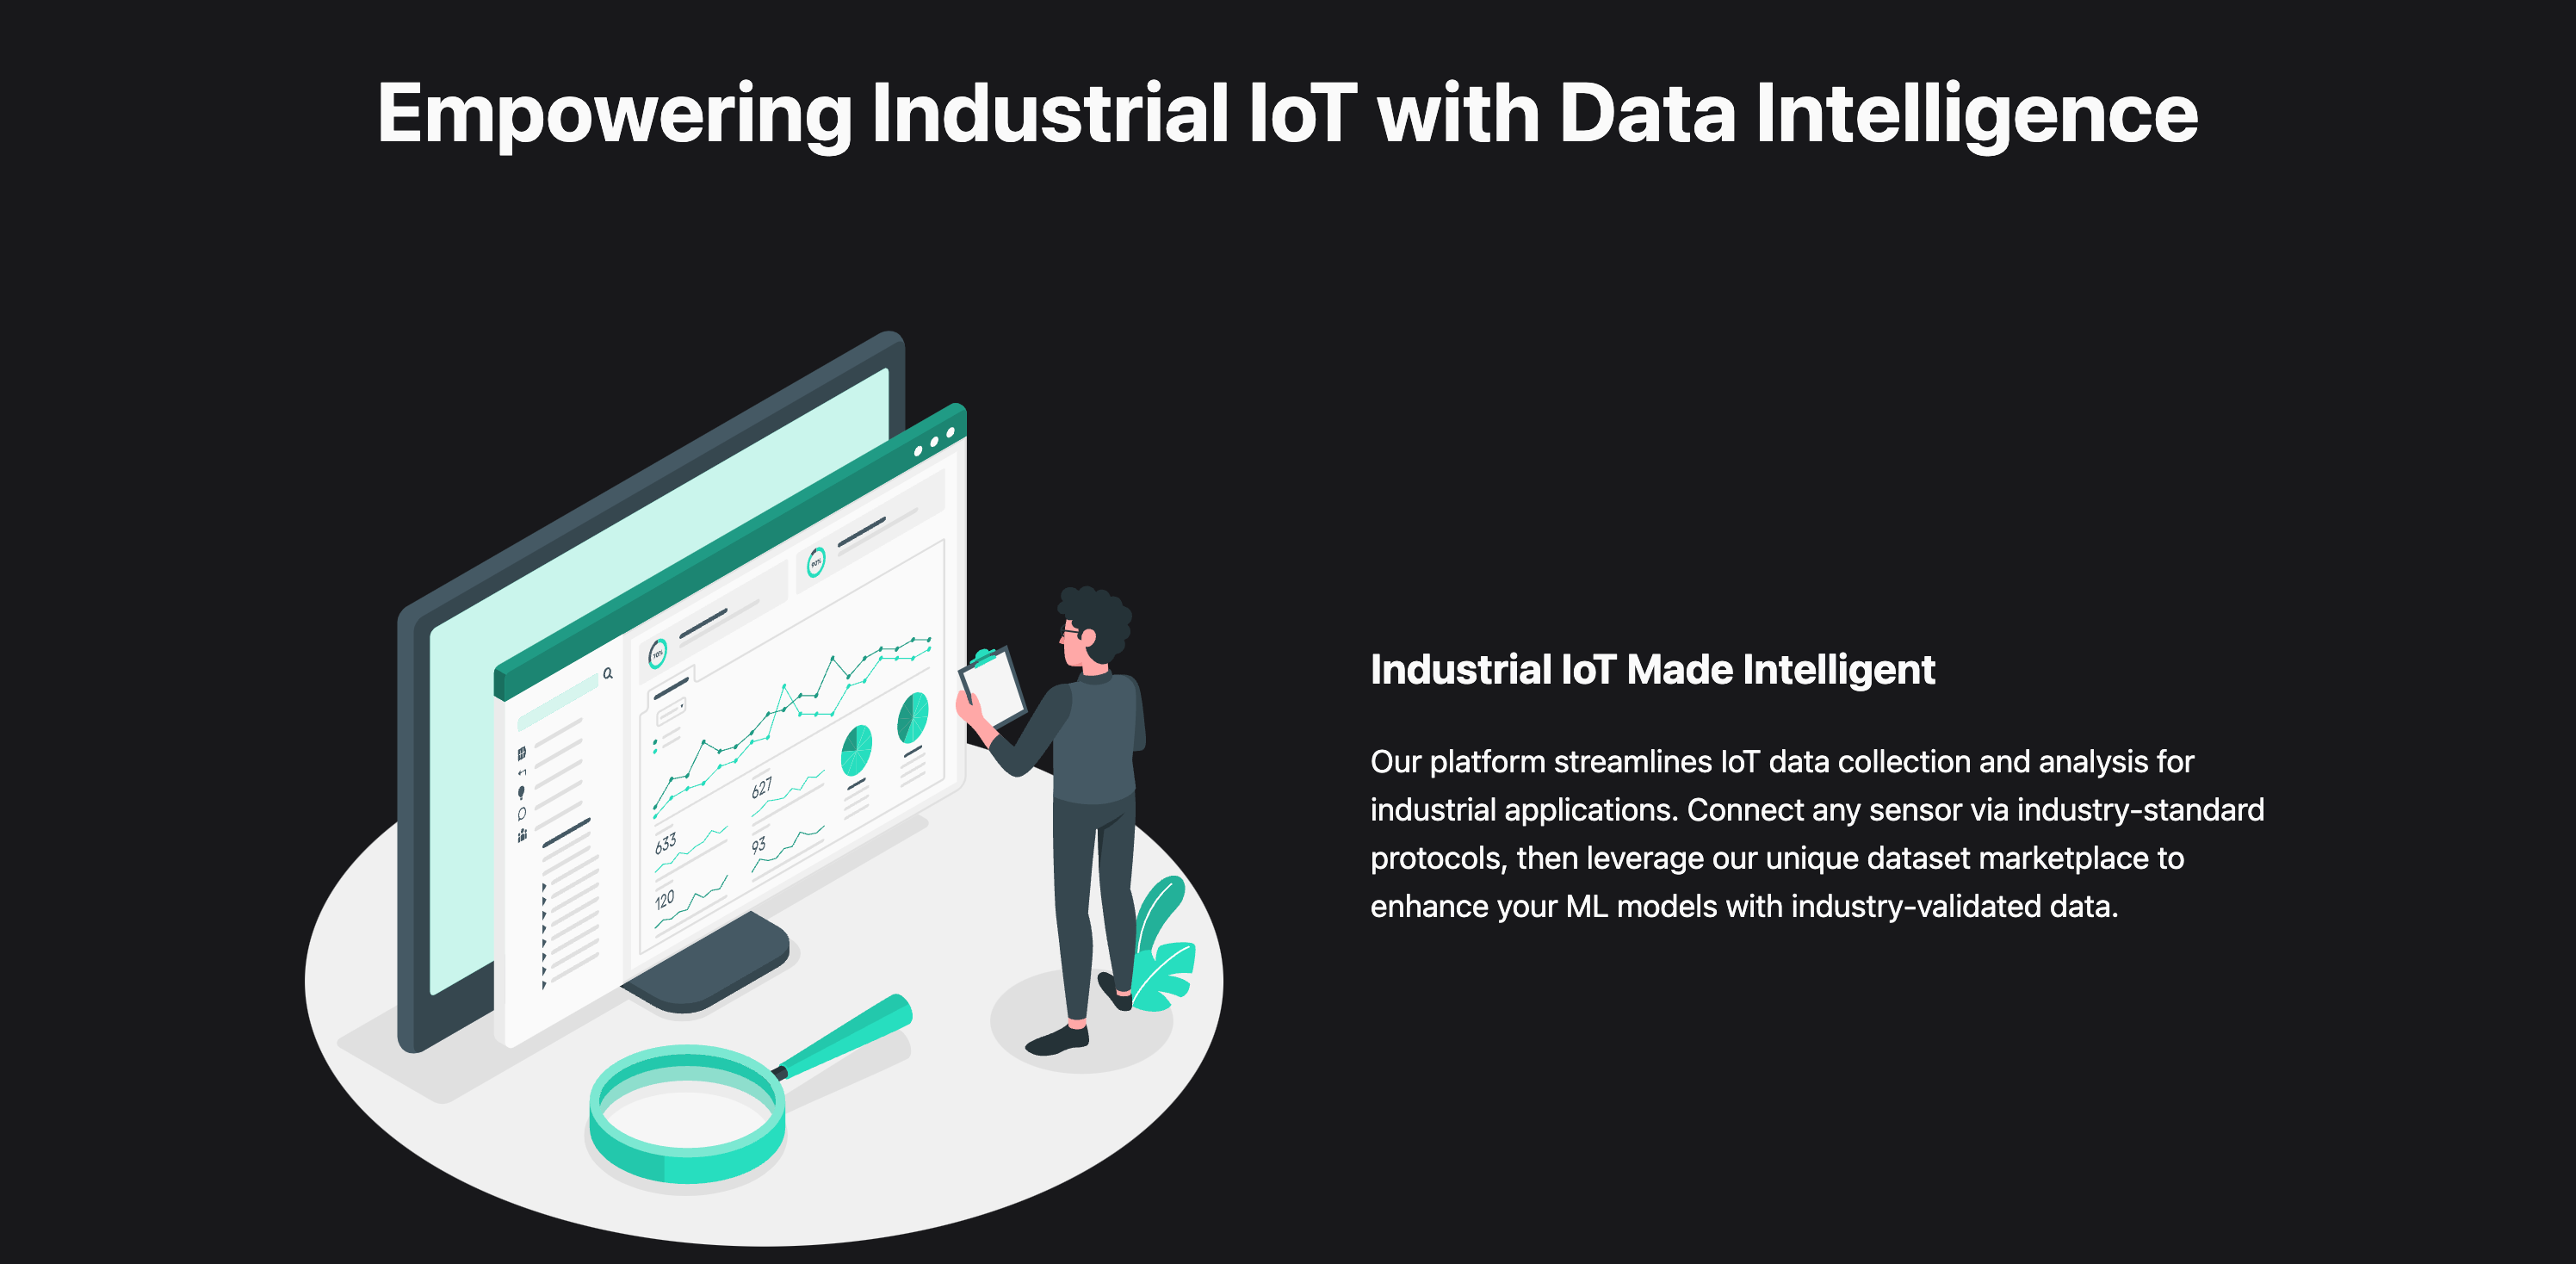 Empowering Industrial IoT with Data Intelligence
70%
90%
633
627
120
93
Industrial IoT Made Intelligent
Our platform streamlines IoT data collection and analysis for
industrial applications. Connect any sensor via industry-standard
protocols, then leverage our unique dataset marketplace to
enhance your ML models with industry-validated data.